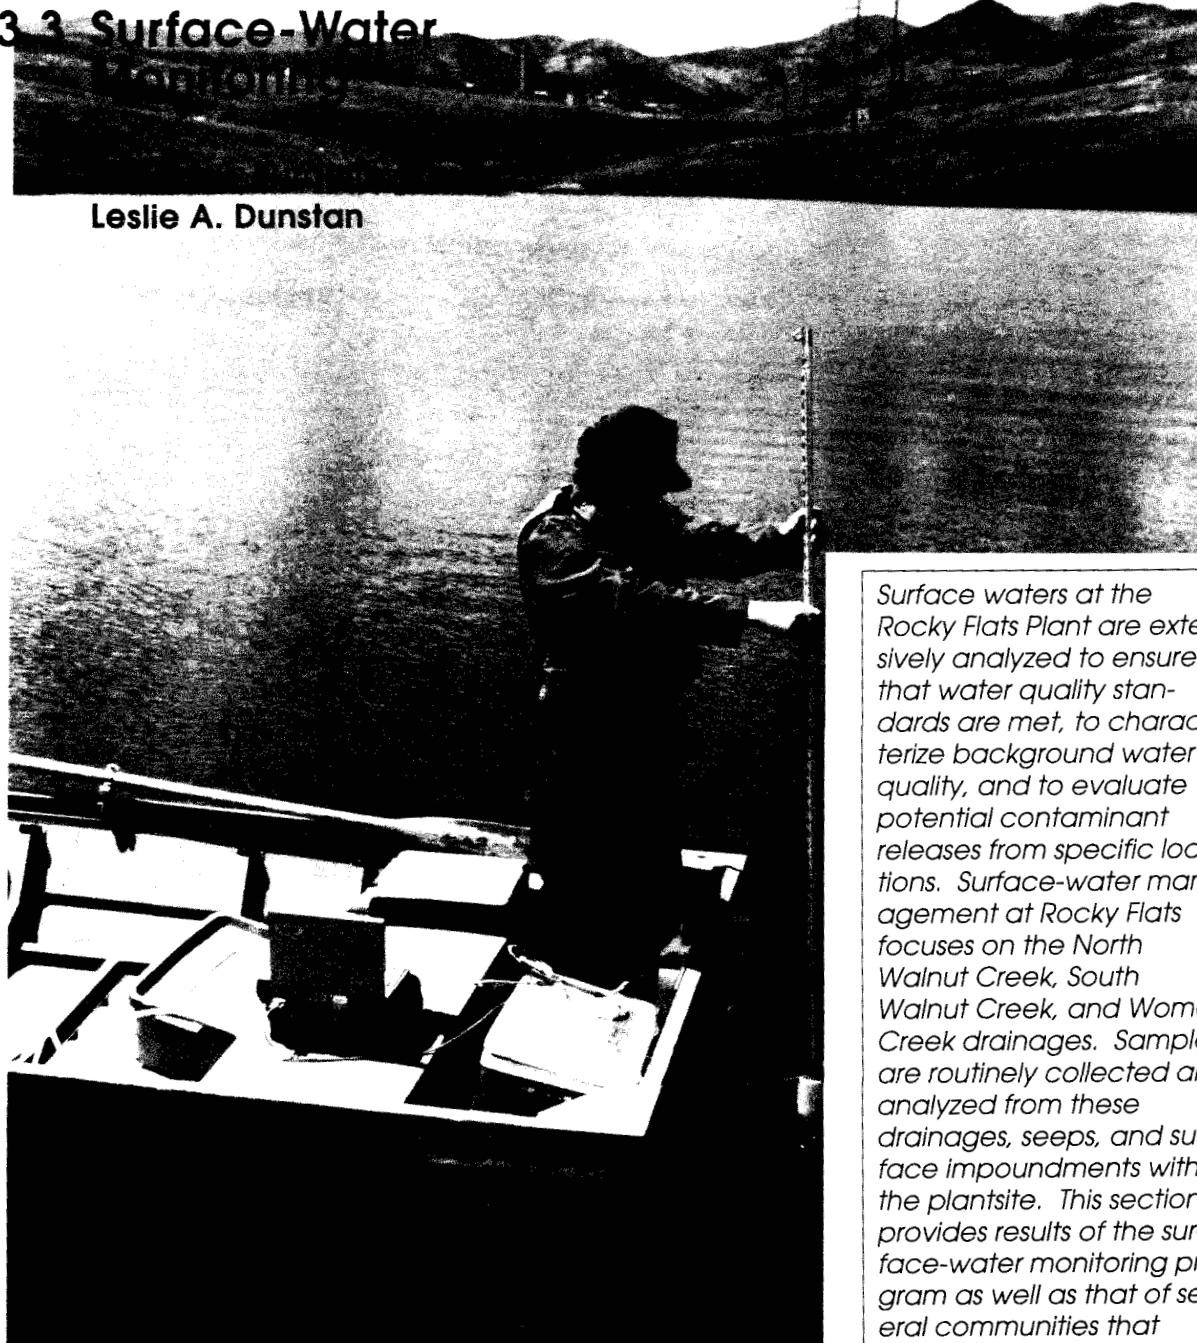 3.3 Surface-Water
Monitoring
Leslie A. Dunstan
Surface waters at the
Rocky Flats Plant are exte
sively analyzed to ensure
that water quality stan-
dards are met, to charac
terize background water
quality, and to evaluate
potential contaminant
releases from specific loc
tions. Surface-water mar
agement at Rocky Flats
focuses on the North
Walnut Creek, South
Walnut Creek, and Wom
Creek drainages. Sample
are routinely collected a
analyzed from these
drainages, seeps, and su
face impoundments with
the plantsite. This section
provides results of the sur-
face-water monitoring pr
gram as well as that of se
eral communities that